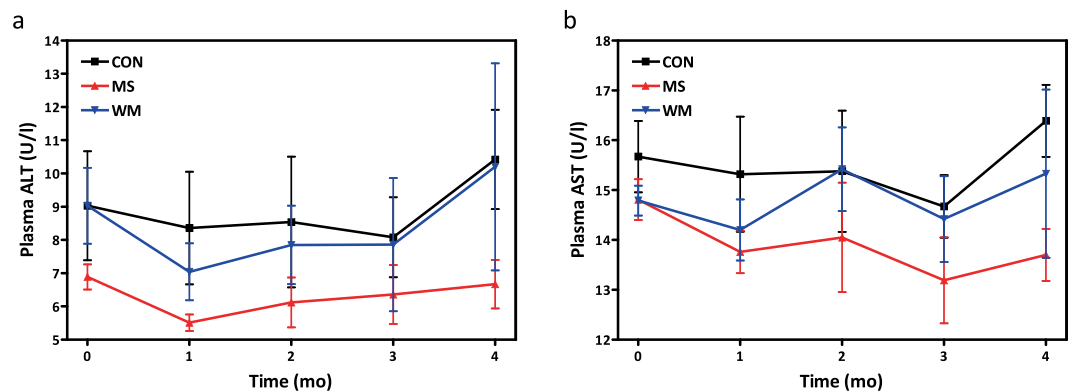 a
Plasma ALT (U/l)
14
13
12
11
10
9
8
7
6
5
CON
MS
WM
0 1 2 3 4
Time (mo)
b
Plasma AST (U/l)
18
17
16
15
14
13
12
CON
MS
WM
0 1 2 3 4
Time (mo)